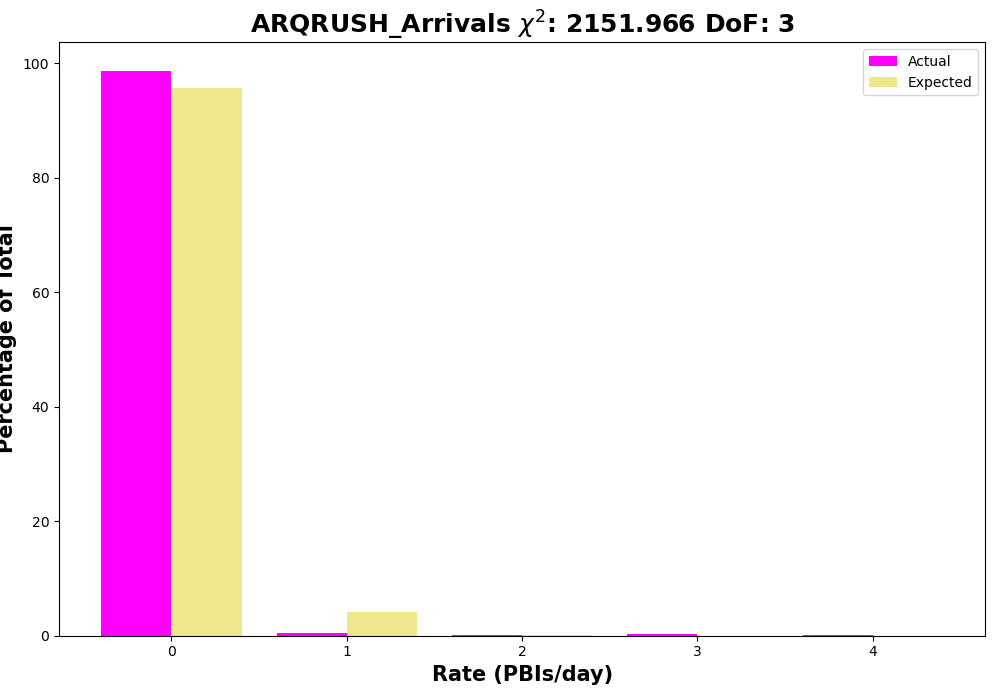 ARQRUSH_Arrivals χ²: 2151.966 DoF: 3
Actual
Expected
Percentage of Total
100
80
60
40
20
0
0 1 2 3 4
Rate (PBIs/day)